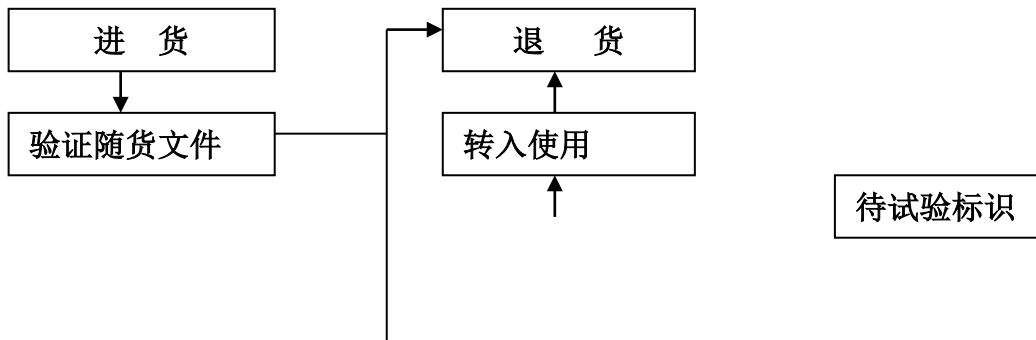 进 货
退 货
验证随货文件
转入使用
待试验标识